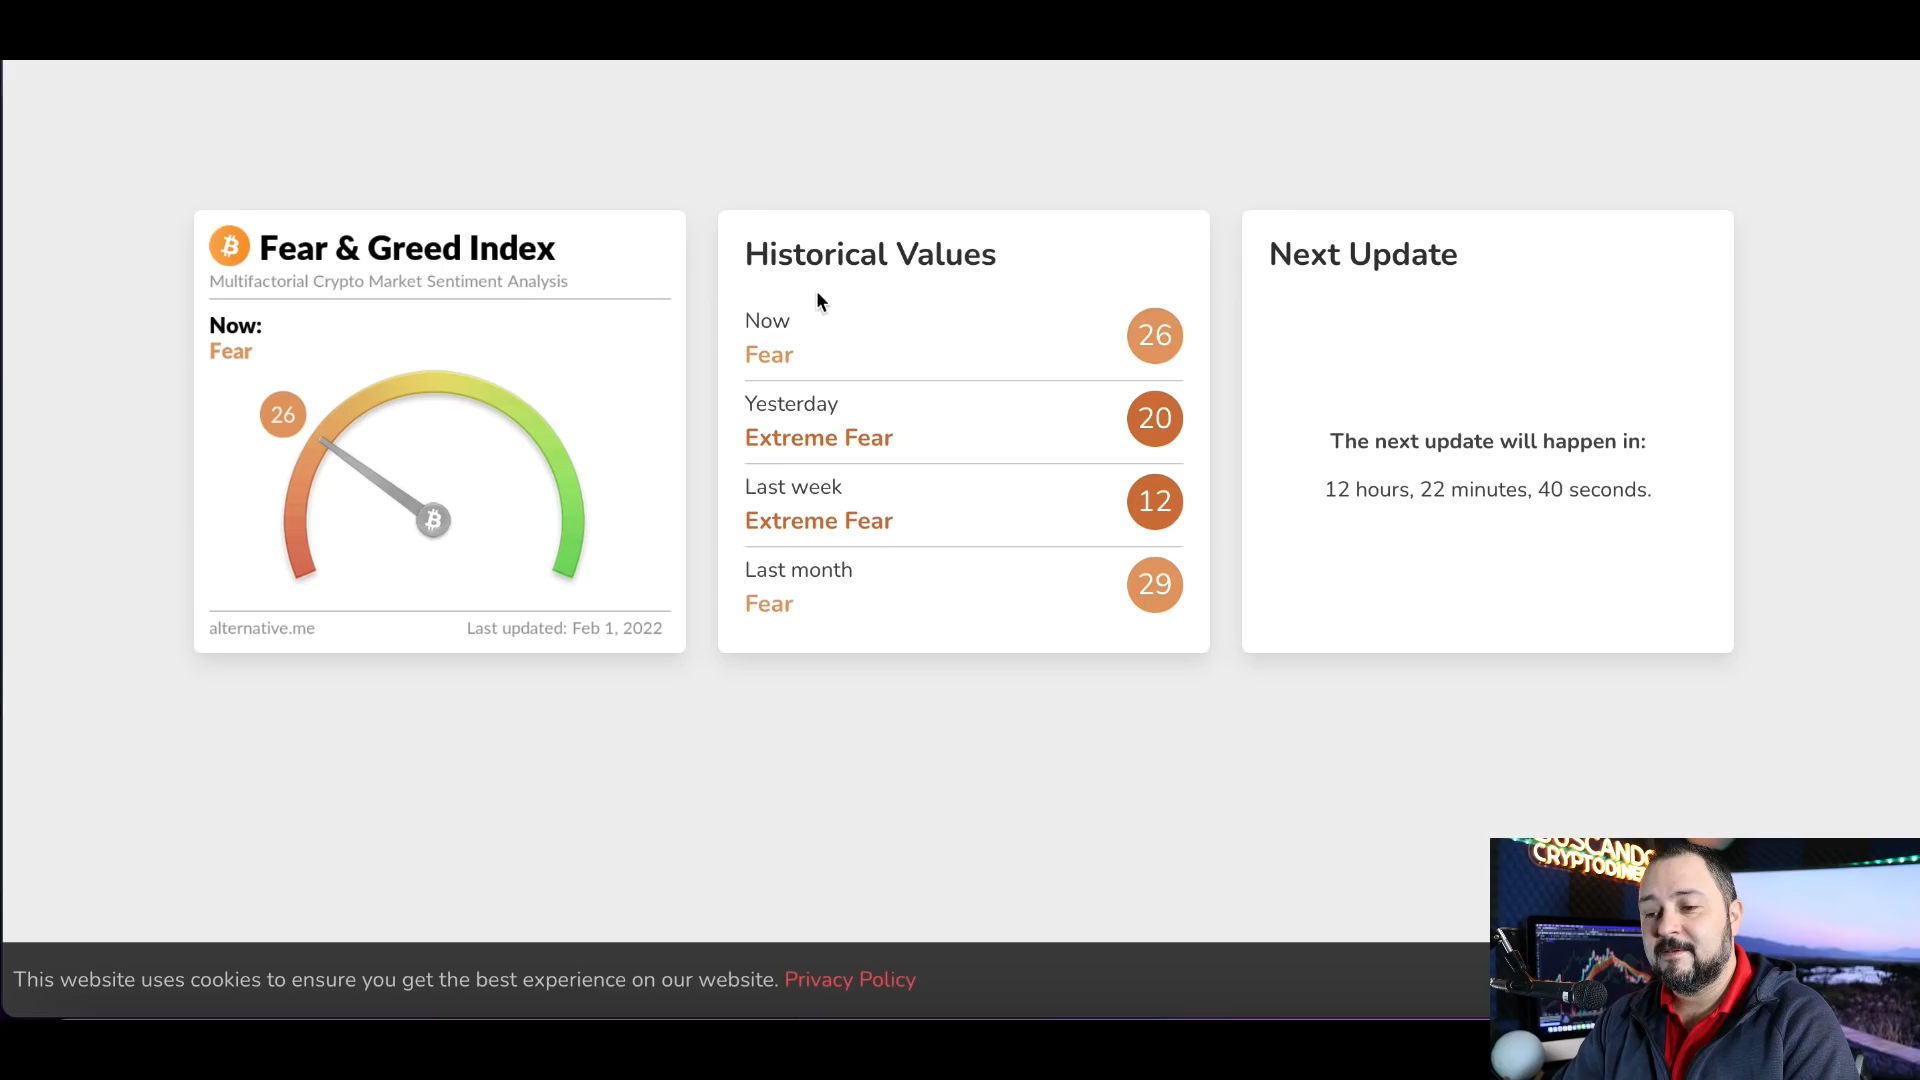 Fear & Greed Index
Multifactorial Crypto Market Sentiment Analysis
Now:
Fear
26
alternative.me
Last updated: Feb 1, 2022
Historical Values
Now
Fear
26
Yesterday
Extreme Fear
20
Last week
Extreme Fear
12
Last month
Fear
29
Next Update
The next update will happen in:
12 hours, 22 minutes, 40 seconds.
This website uses cookies to ensure you get the best experience on our website. Privacy Policy